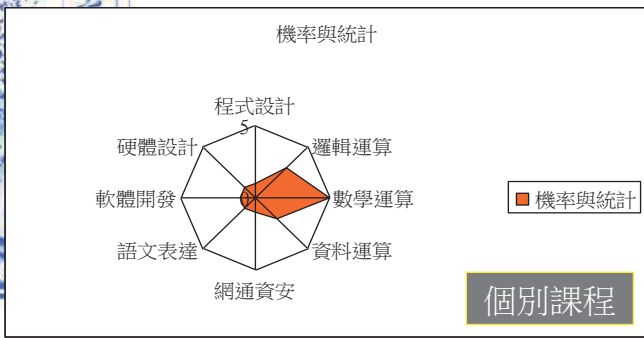 機率與統計
程式設計
5
硬體設計
邏輯運算
軟體開發
0
數學運算
機率與統計
語文表達
資料運算
網通資安
個別課程